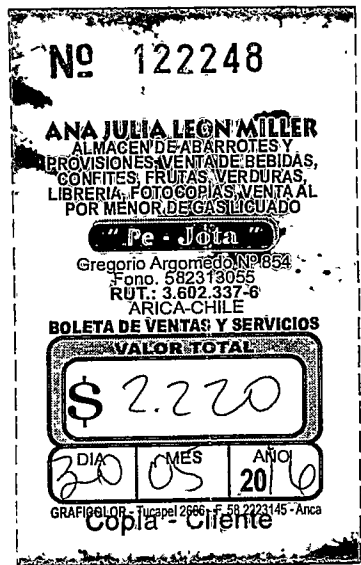 Nº 122248
ANA JULIA LEON MILLER
ALMACEN DE ABARROTES Y
PROVISIONES, VENTA DE BEBIDAS,
CONFITES, FRUTAS, VERDURAS,
LIBRERIA, FOTOCOPIAS, VENTA AL
POR MENOR DE GAS LICUADO
" Pe - Jota "
Gregorio Argomedo Nº 854
Fono. 582313055
RUT.: 3.602.337-6
ARICA-CHILE
BOLETA DE VENTAS Y SERVICIOS
VALOR TOTAL
$ 2.220
DIA MES AÑO
30 05 2016
GRAFICOLOR - Tucapel 2666 - F. 58 2223145 - Arica
Copia - Cliente